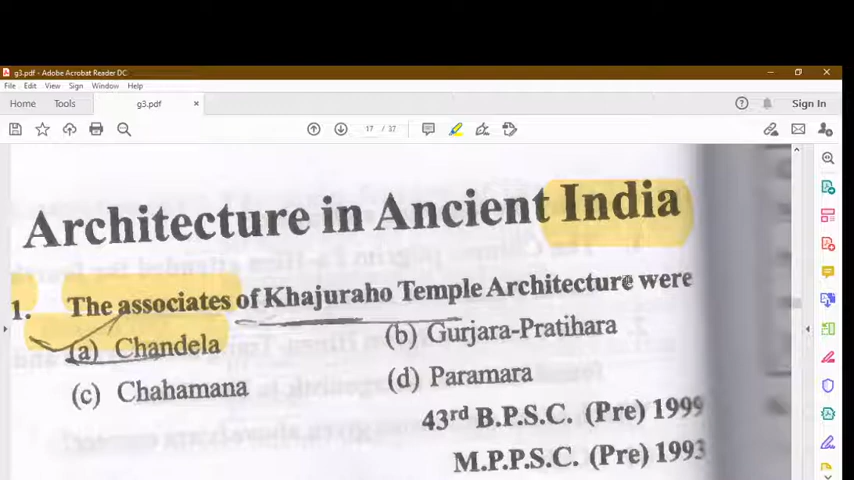 g3.pdf - Adobe Acrobat Reader DC
File Edit View Sign Window Help
Home Tools g3.pdf × Sign In
17 / 37
Architecture in Ancient India
1. The associates of Khajuraho Temple Architecture were
(a) Chandela (b) Gurjara-Pratihara
(c) Chahamana (d) Paramara
43rd B.P.S.C. (Pre) 1999
M.P.P.S.C. (Pre) 1993